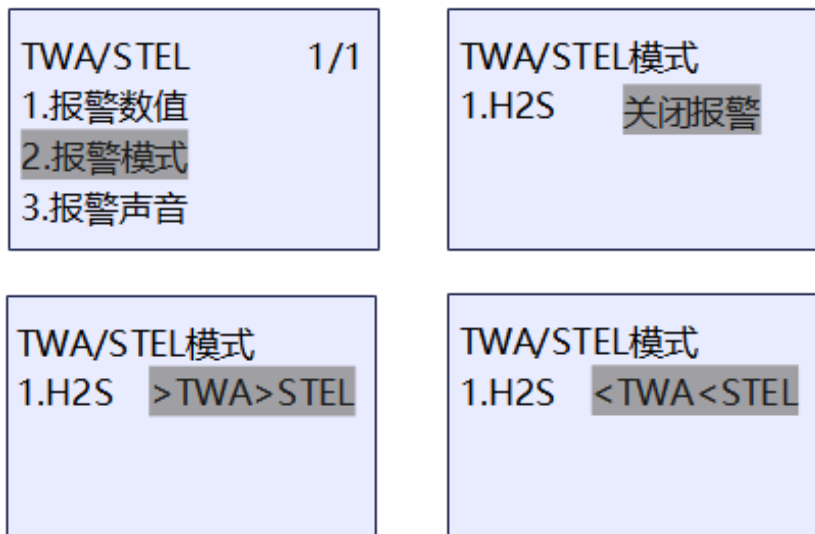 TWA/STEL 1/1
1.报警数值
2.报警模式
3.报警声音
TWA/STEL模式
1.H2S 关闭报警
TWA/STEL模式
1.H2S >TWA>STEL
TWA/STEL模式
1.H2S <TWA<STEL